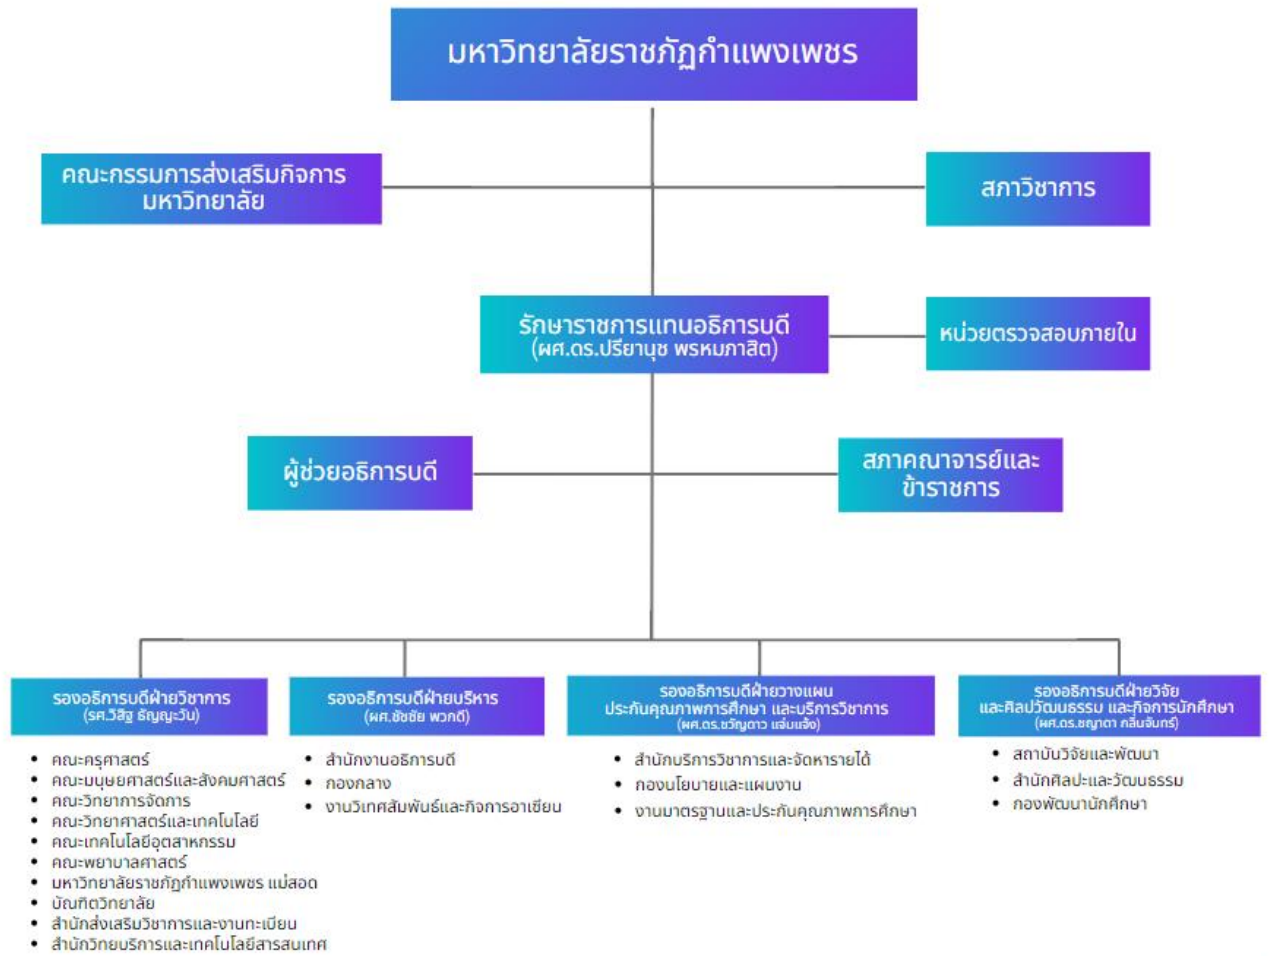 มหาวิทยาลัยราชภัฏกำแพงเพชร
คณะกรรมการส่งเสริมกิจการ
มหาวิทยาลัย
สภาวิชาการ
รักษาราชการแทนอธิการบดี
(ผศ.ดร.ปรียานุช พรหมภาสิต)
หน่วยตรวจสอบภายใน
ผู้ช่วยอธิการบดี
สภาคณาจารย์และ
ข้าราชการ
รองอธิการบดีฝ่ายวิชาการ
(รศ.วิสิฐ ธัญญะวัน)
• คณะครุศาสตร์
• คณะมนุษยศาสตร์และสังคมศาสตร์
• คณะวิทยาการจัดการ
• คณะวิทยาศาสตร์และเทคโนโลยี
• คณะเทคโนโลยีอุตสาหกรรม
• คณะพยาบาลศาสตร์
• มหาวิทยาลัยราชภัฏกำแพงเพชร แม่สอด
• บัณฑิตวิทยาลัย
• สำนักส่งเสริมวิชาการและงานทะเบียน
• สำนักวิทยบริการและเทคโนโลยีสารสนเทศ
รองอธิการบดีฝ่ายบริหาร
(ผศ.ชัชชัย พวกดี)
• สำนักงานอธิการบดี
• กองกลาง
• งานวิเทศสัมพันธ์และกิจการอาเซียน
รองอธิการบดีฝ่ายวางแผน
ประกันคุณภาพการศึกษา และบริการวิชาการ
(ผศ.ดร.ขวัญดาว แจ่มแจ้ง)
• สำนักบริการวิชาการและจัดหารายได้
• กองนโยบายและแผนงาน
• งานมาตรฐานและประกันคุณภาพการศึกษา
รองอธิการบดีฝ่ายวิจัย
และศิลปวัฒนธรรม และกิจการนักศึกษา
(ผศ.ดร.ชญาดา กลิ่นจันทร์)
• สถาบันวิจัยและพัฒนา
• สำนักศิลปะและวัฒนธรรม
• กองพัฒนานักศึกษา